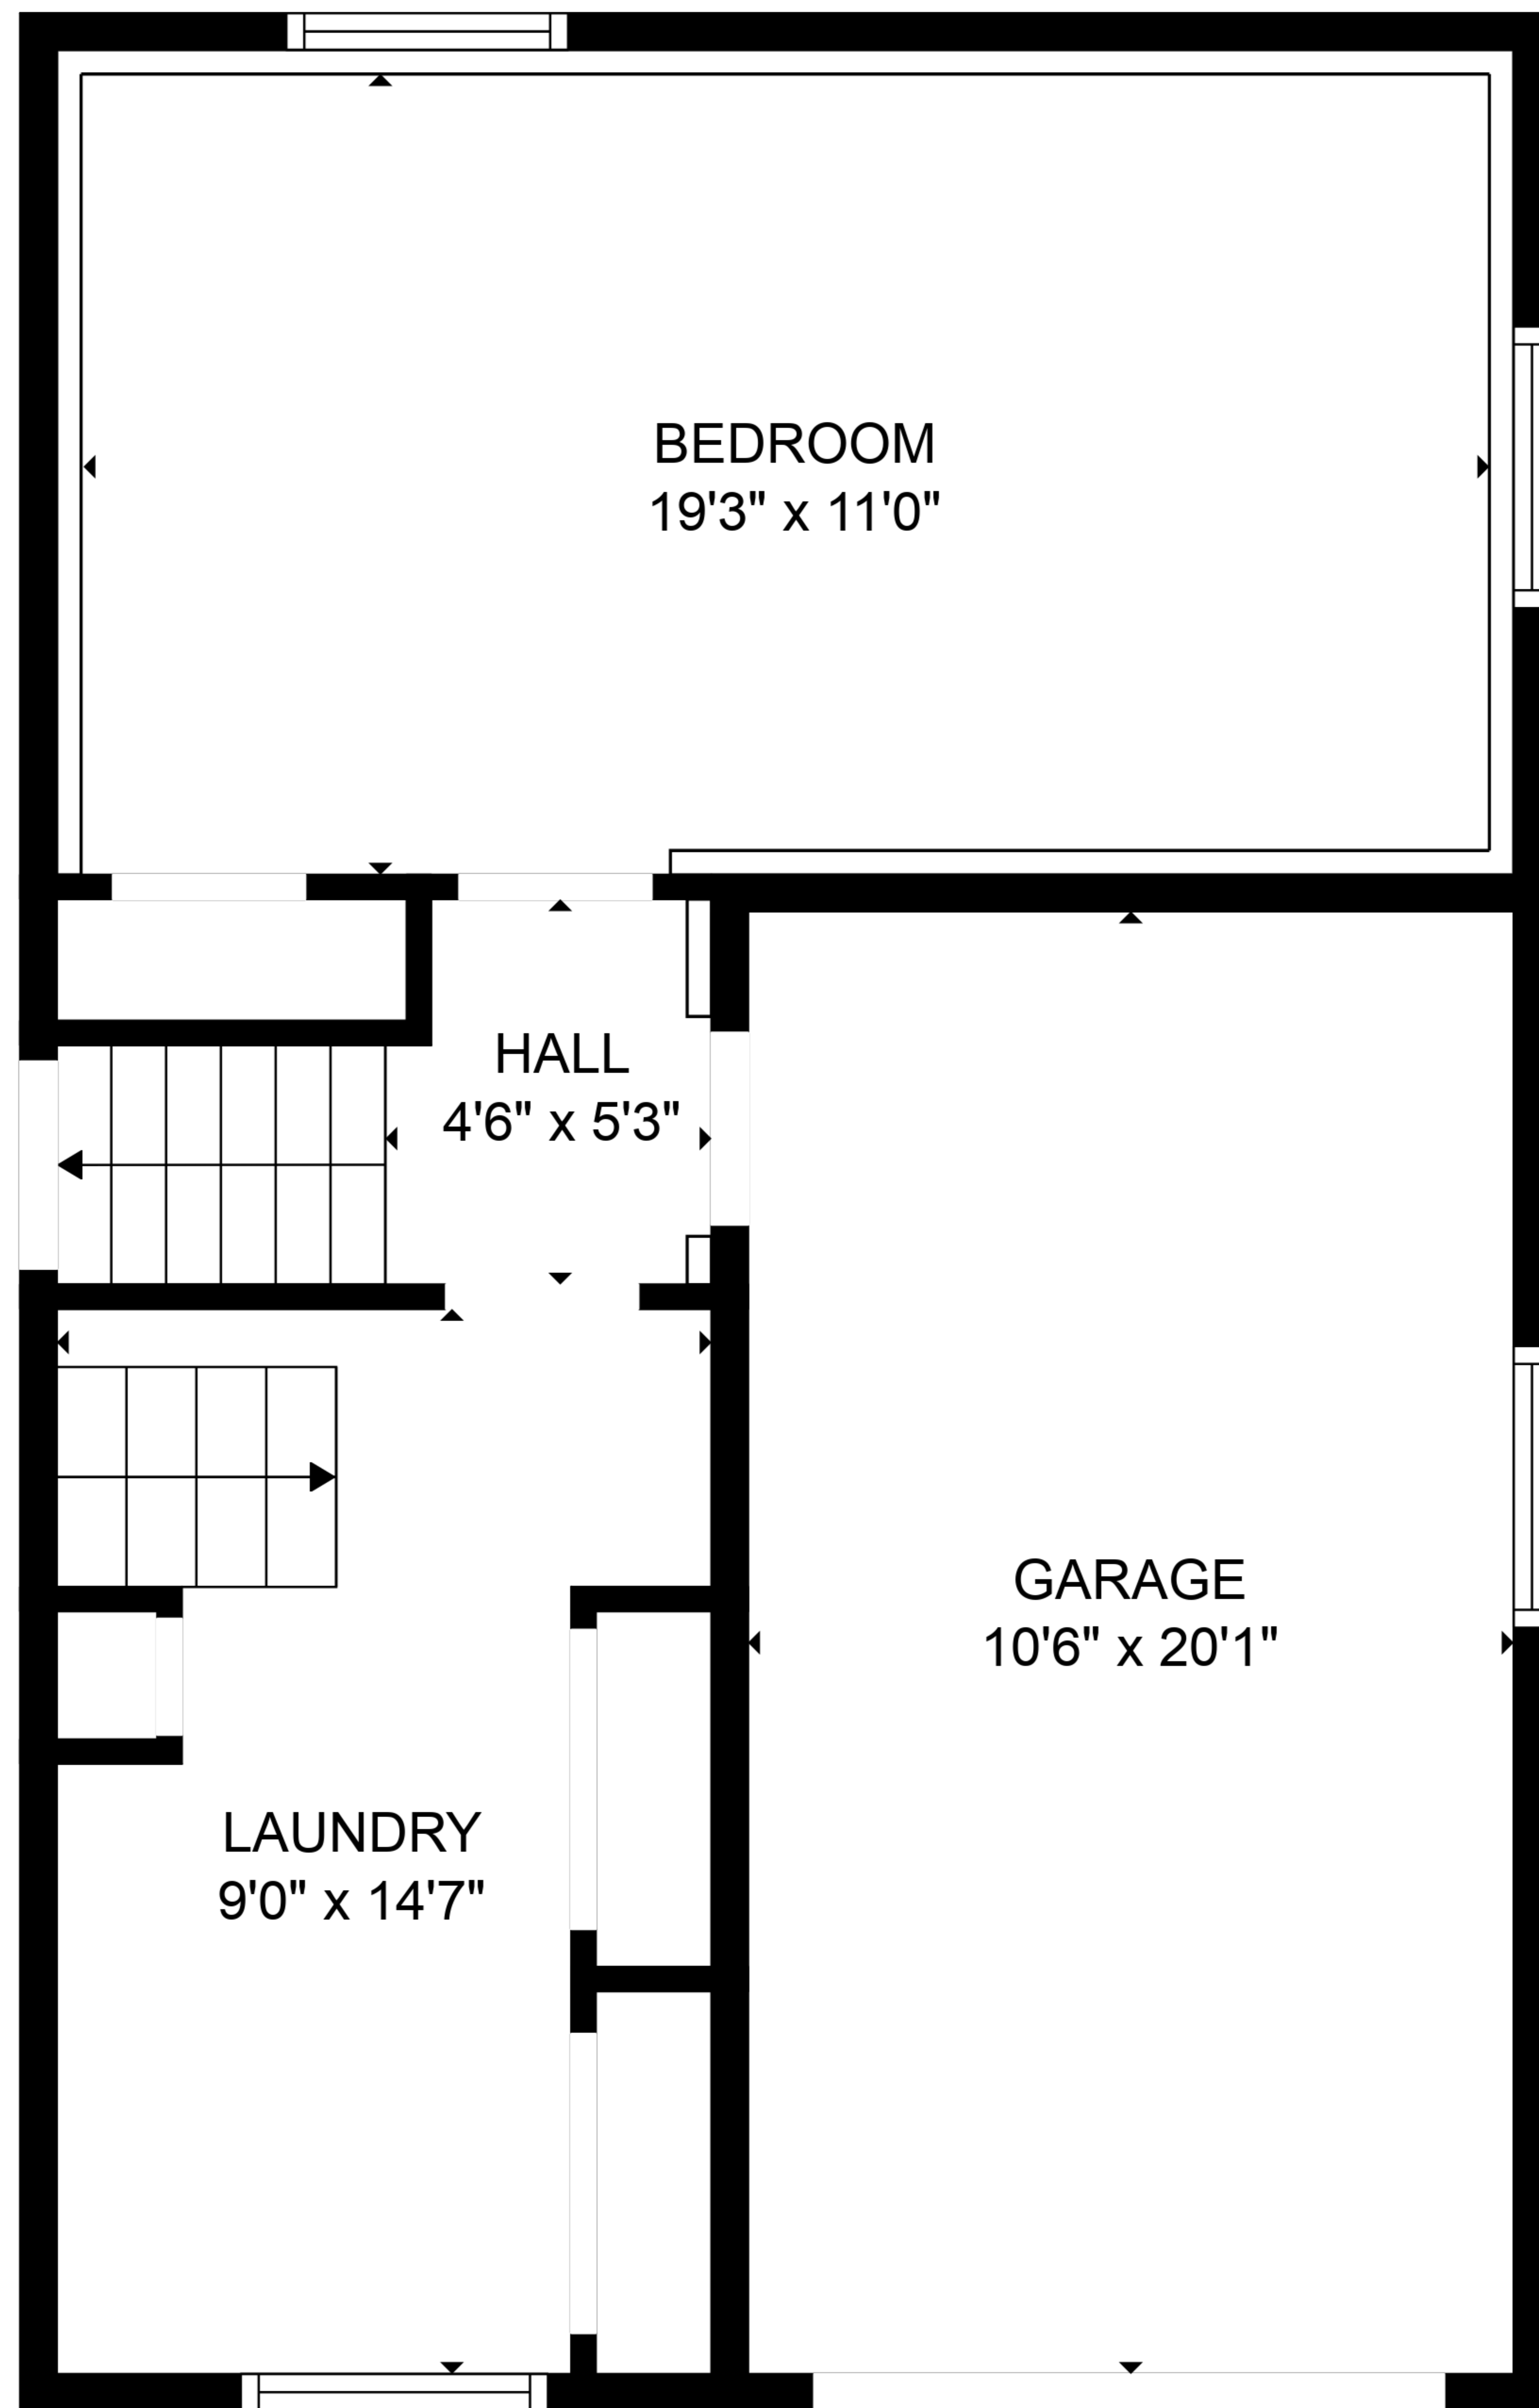 BEDROOM
19'3" x 11'0"
HALL
4'6" x 5'3"
GARAGE
10'6" x 20'1"
LAUNDRY
9'0" x 14'7"